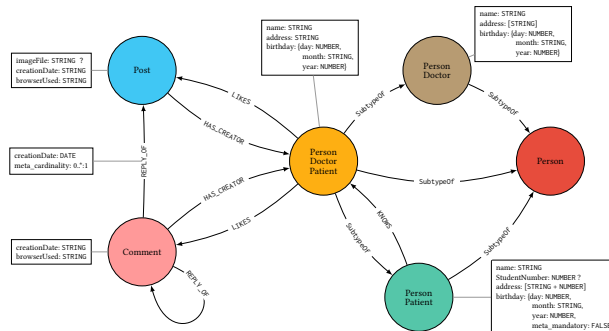 name: STRING
address: STRING
birthday: {day: NUMBER,
month: STRING,
year: NUMBER}
name: STRING
address: [STRING]
birthday: {day: NUMBER,
month: STRING,
year: NUMBER}
imageFile: STRING ?
creationDate: STRING
browserUsed: STRING
Post
Person
Doctor
LIKES
SubtypeOf
SubtypeOf
HAS_CREATOR
creationDate: DATE
meta_cardinality: 0..*:1
REPLY_OF
Person
Doctor
Patient
Person
SubtypeOf
HAS_CREATOR
KNOWS
LIKES
SubtypeOf
SubtypeOf
creationDate: STRING
browserUsed: STRING
Comment
REPLY_OF
Person
Patient
name: STRING
StudentNumber: NUMBER ?
address: [STRING + NUMBER]
birthday: {day: NUMBER,
month: STRING,
year: NUMBER,
meta_mandatory: FALSE